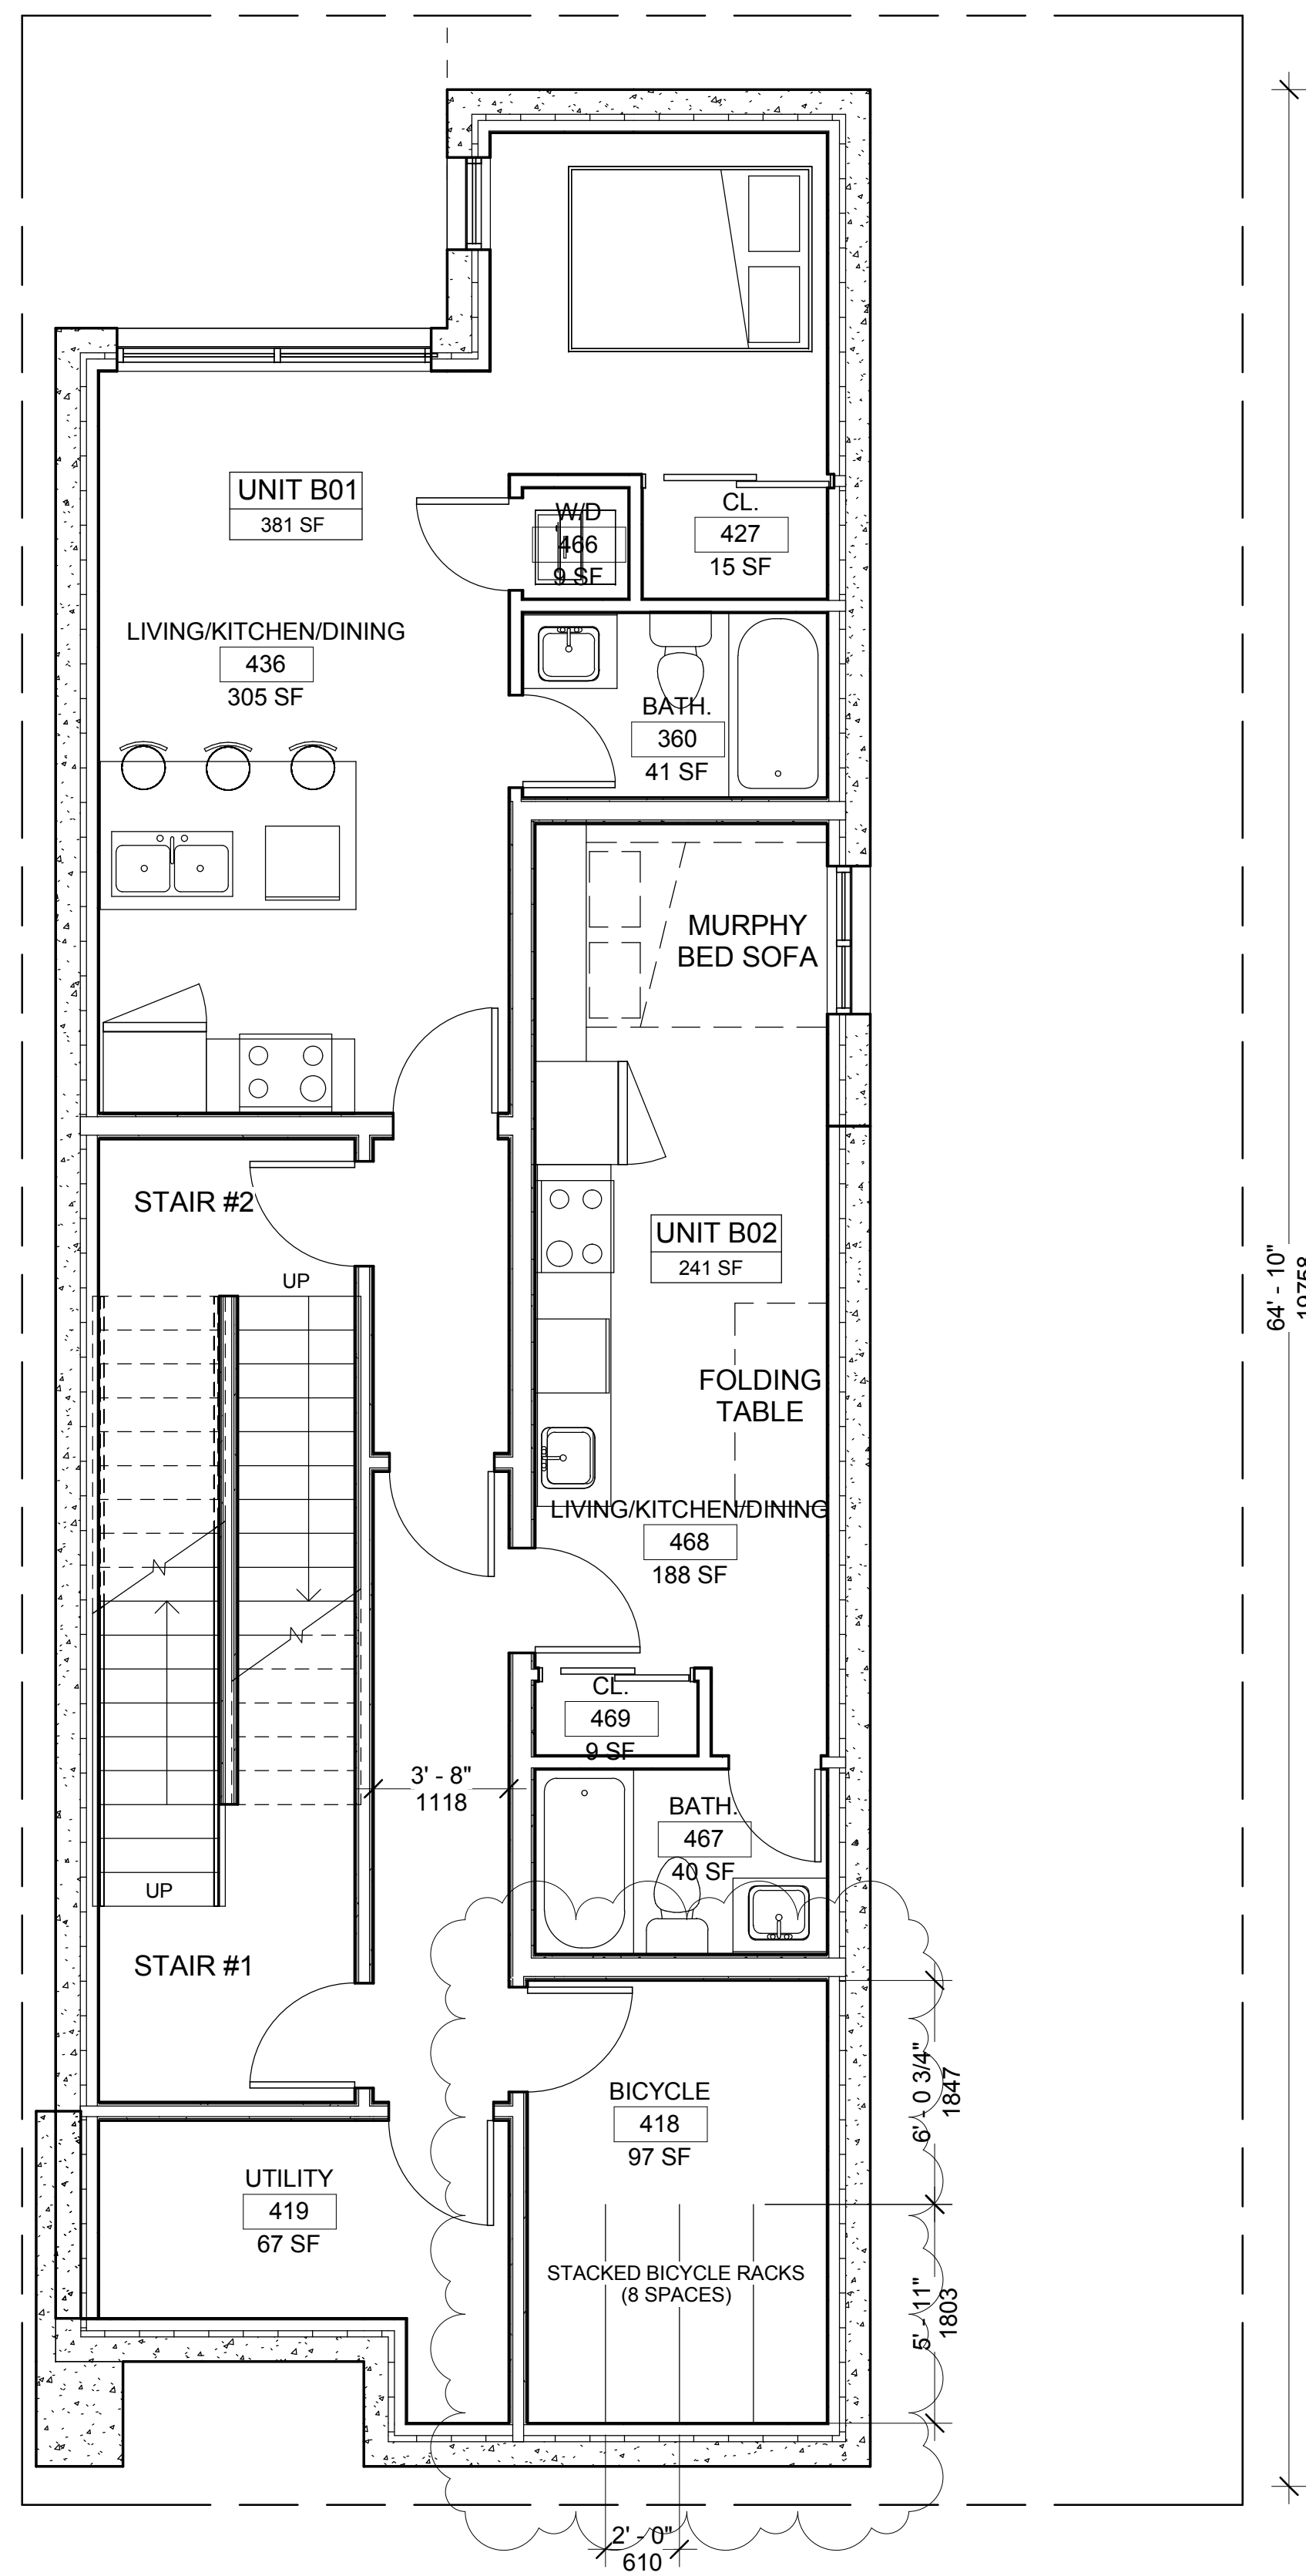 UNIT B01
381 SF
W/D
466
9 SF
CL.
427
15 SF
LIVING/KITCHEN/DINING
436
305 SF
BATH.
360
41 SF
MURPHY
BED SOFA
STAIR #2
UP
UNIT B02
241 SF
64' - 10"
19758
FOLDING
TABLE
LIVING/KITCHEN/DINING
468
188 SF
N
N
CL.
469
9 SF
3' - 8"
1118
BATH.
467
40 SF
UP
STAIR #1
BICYCLE
418
97 SF
6' - 0 3/4"
1847
UTILITY
419
67 SF
STACKED BICYCLE RACKS
(8 SPACES)
5' - 11"
1803
2' - 0"
610